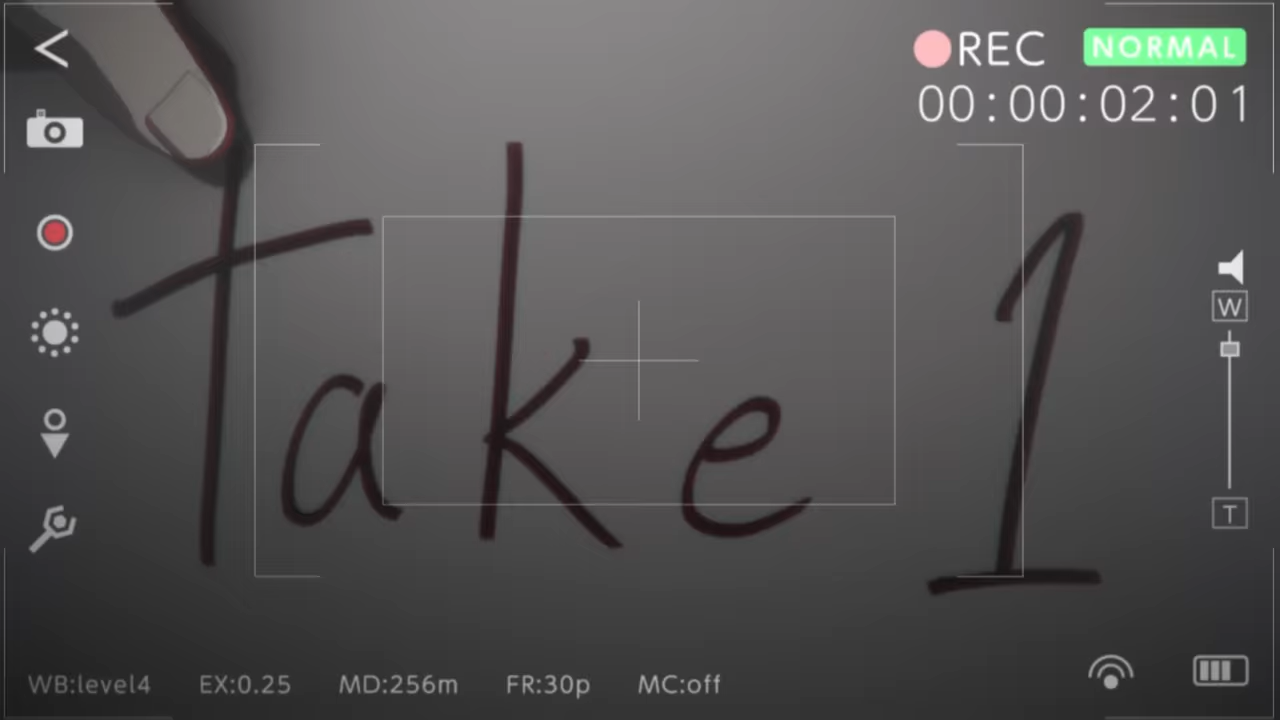 REC NORMAL
00:00:02:01
Take 1
W
T
WB:level4 EX:0.25 MD:256m FR:30p MC:off